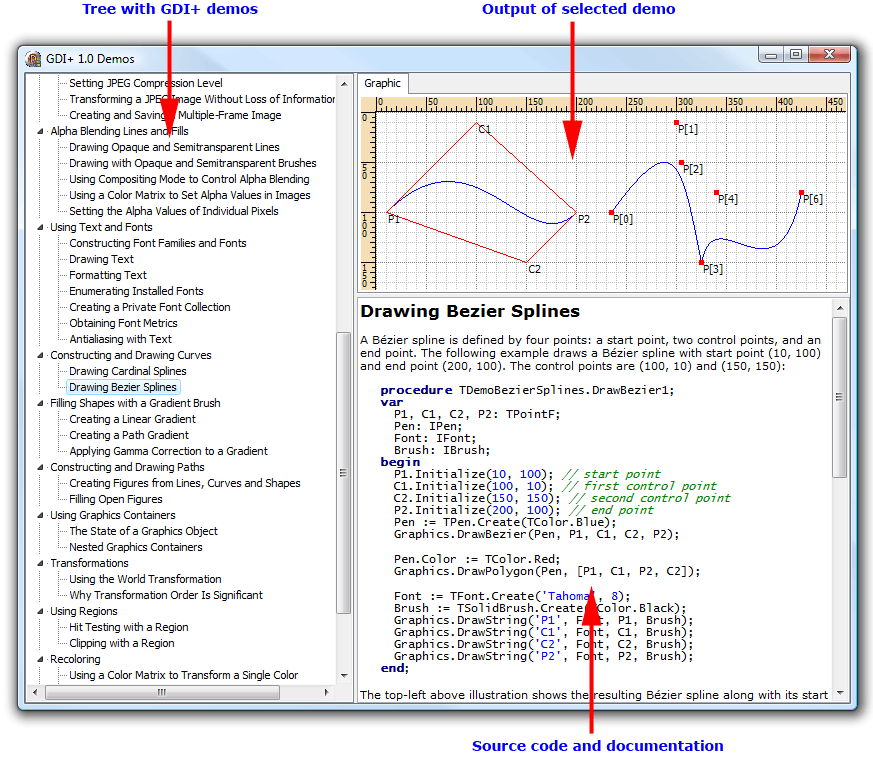 Tree with GDI+ demos
Output of selected demo
GDI+ 1.0 Demos
Setting JPEG Compression Level
Transforming a JPEG Image Without Loss of Information
Creating and Saving a Multiple-Frame Image
Alpha Blending Lines and Fills
Drawing Opaque and Semitransparent Lines
Drawing with Opaque and Semitransparent Brushes
Using Compositing Mode to Control Alpha Blending
Using a Color Matrix to Set Alpha Values in Images
Setting the Alpha Values of Individual Pixels
Using Text and Fonts
Constructing Font Families and Fonts
Drawing Text
Formatting Text
Enumerating Installed Fonts
Creating a Private Font Collection
Obtaining Font Metrics
Antialiasing with Text
Constructing and Drawing Curves
Drawing Cardinal Splines
Drawing Bezier Splines
Filling Shapes with a Gradient Brush
Creating a Linear Gradient
Creating a Path Gradient
Applying Gamma Correction to a Gradient
Constructing and Drawing Paths
Creating Figures from Lines, Curves and Shapes
Filling Open Figures
Using Graphics Containers
The State of a Graphics Object
Nested Graphics Containers
Transformations
Using the World Transformation
Why Transformation Order Is Significant
Using Regions
Hit Testing with a Region
Clipping with a Region
Recoloring
Using a Color Matrix to Transform a Single Color
Graphic
0 50 100 150 200 250 300 350 400 450
0
50
100
150
C1
P1
P2
C2
P[0]
P[1]
P[2]
P[3]
P[4]
P[6]
Drawing Bezier Splines
A Bézier spline is defined by four points: a start point, two control points, and an
end point. The following example draws a Bézier spline with start point (10, 100)
and end point (200, 100). The control points are (100, 10) and (150, 150):
procedure TDemoBezierSplines.DrawBezier1;
var
P1, C1, C2, P2: TPointF;
Pen: IPen;
Font: IFont;
Brush: IBrush;
begin
P1.Initialize(10, 100); // start point
C1.Initialize(100, 10); // first control point
C2.Initialize(150, 150); // second control point
P2.Initialize(200, 100); // end point
Pen := TPen.Create(TColor.Blue);
Graphics.DrawBezier(Pen, P1, C1, C2, P2);
Pen.Color := TColor.Red;
Graphics.DrawPolygon(Pen, [P1, C1, P2, C2]);
Font := TFont.Create('Tahoma', 8);
Brush := TSolidBrush.Create(TColor.Black);
Graphics.DrawString('P1', Font, P1, Brush);
Graphics.DrawString('C1', Font, C1, Brush);
Graphics.DrawString('C2', Font, C2, Brush);
Graphics.DrawString('P2', Font, P2, Brush);
end;
The top-left above illustration shows the resulting Bézier spline along with its start
Source code and documentation